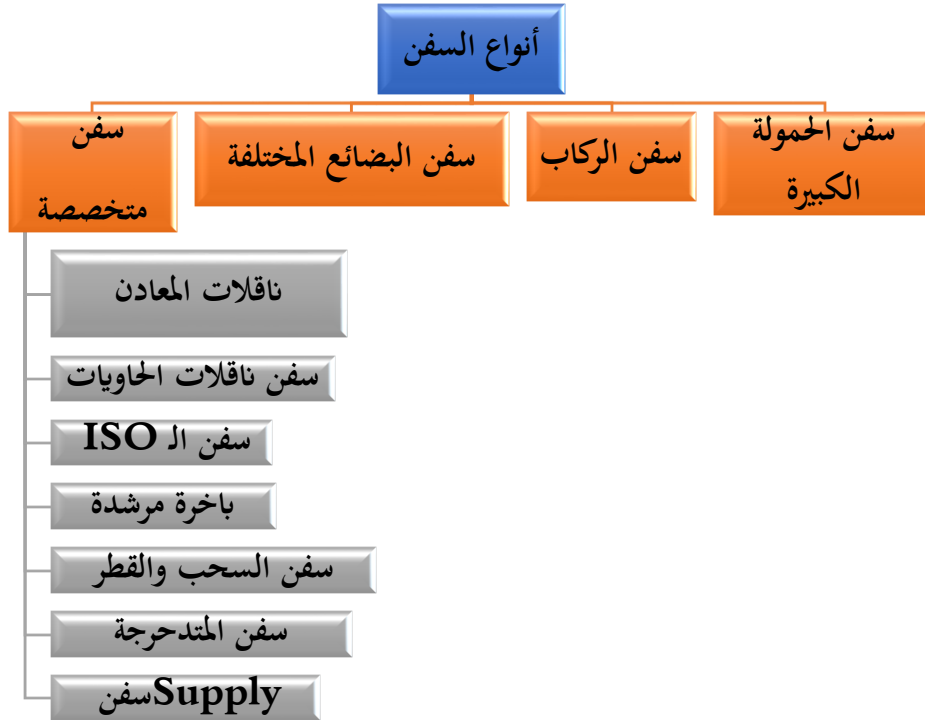 أنواع السفن
سفن الحمولة
الكبيرة
سفن الركاب
سفن البضائع المختلفة
سفن
متخصصة
ناقلات المعادن
سفن ناقلات الحاويات
سفن الـ ISO
باخرة مرشدة
سفن السحب والقطر
سفن المتدحرجة
سفنSupply